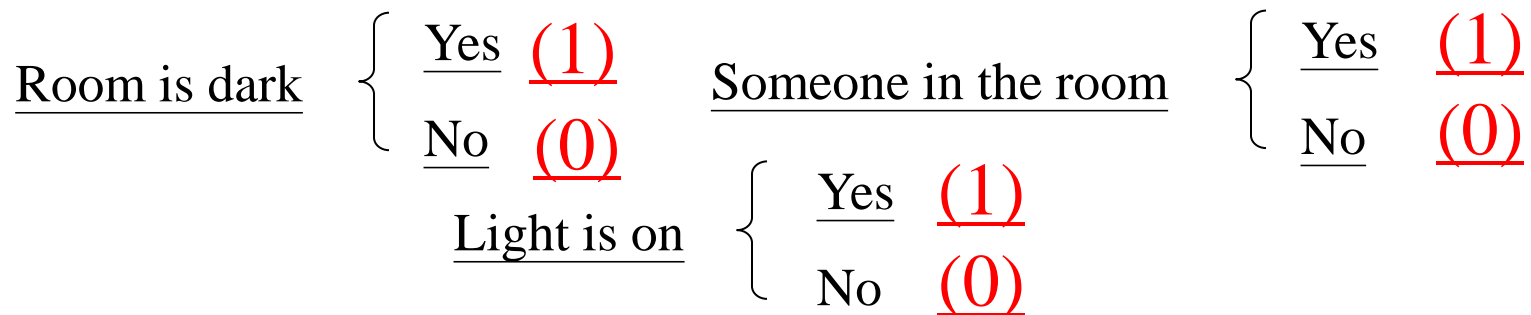 Room is dark
Yes (1)
No (0)
Someone in the room
Yes (1)
No (0)
Light is on
Yes (1)
No (0)